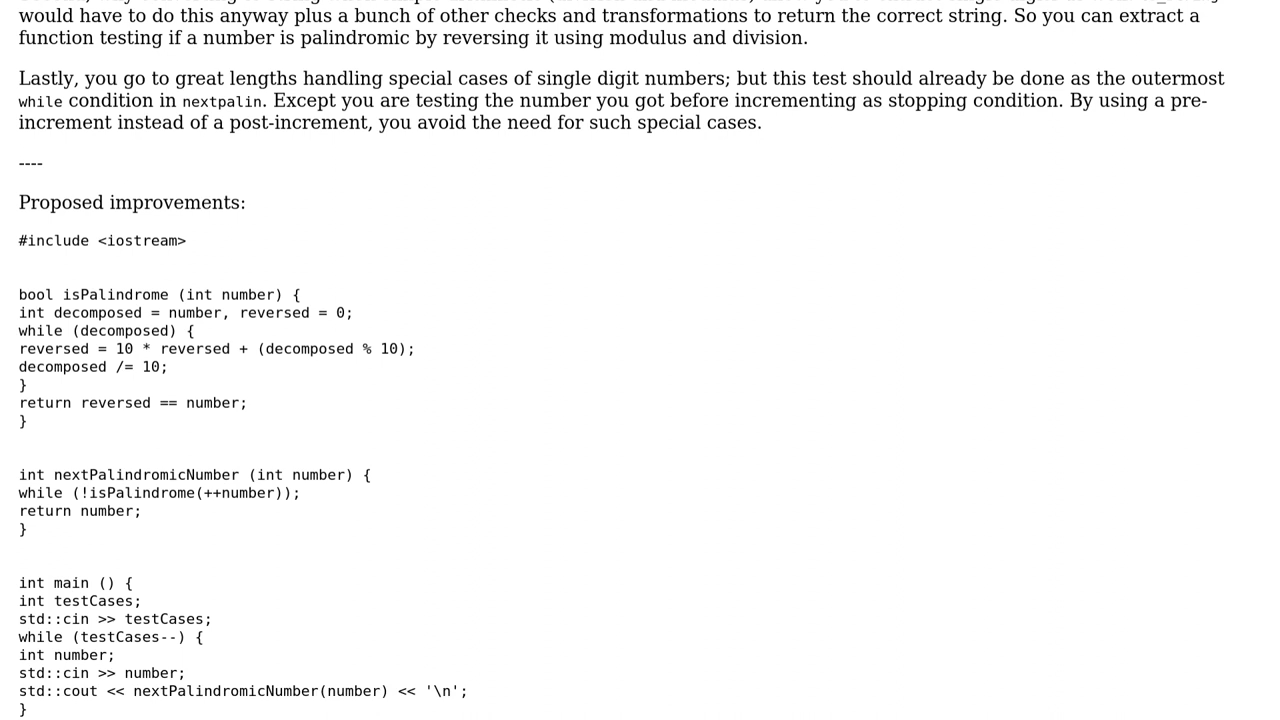 would have to do this anyway plus a bunch of other checks and transformations to return the correct string. So you can extract a
function testing if a number is palindromic by reversing it using modulus and division.
Lastly, you go to great lengths handling special cases of single digit numbers; but this test should already be done as the outermost
while condition in nextpalin. Except you are testing the number you got before incrementing as stopping condition. By using a pre-
increment instead of a post-increment, you avoid the need for such special cases.
----
Proposed improvements:
#include <iostream>
bool isPalindrome (int number) {
int decomposed = number, reversed = 0;
while (decomposed) {
reversed = 10 * reversed + (decomposed % 10);
decomposed /= 10;
}
return reversed == number;
}
int nextPalindromicNumber (int number) {
while (!isPalindrome(++number));
return number;
}
int main () {
int testCases;
std::cin >> testCases;
while (testCases--) {
int number;
std::cin >> number;
std::cout << nextPalindromicNumber(number) << '\n';
}